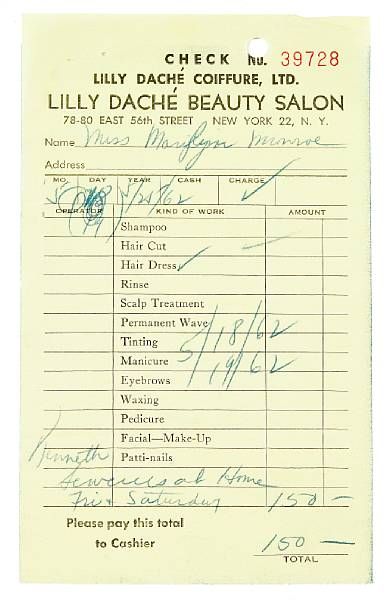 CHECK No. 39728
LILLY DACHÉ COIFFURE, LTD.
LILLY DACHÉ BEAUTY SALON
78-80 EAST 56th STREET NEW YORK 22, N. Y.
Name Miss Marilyn Monroe
Address
MO. DAY YEAR CASH CHARGE
5/21/62 ✓
OPERATOR KIND OF WORK AMOUNT
Shampoo
Hair Cut —
Hair Dress ✓
Rinse
Scalp Treatment
Permanent Wave
Tinting 5/18/62
Manicure 5/19/62
Eyebrows
Waxing
Pedicure
Facial—Make-Up
Kenneth Patti-nails
Services at Home
Fri & Saturday 150 —
Please pay this total
to Cashier 150 —
TOTAL